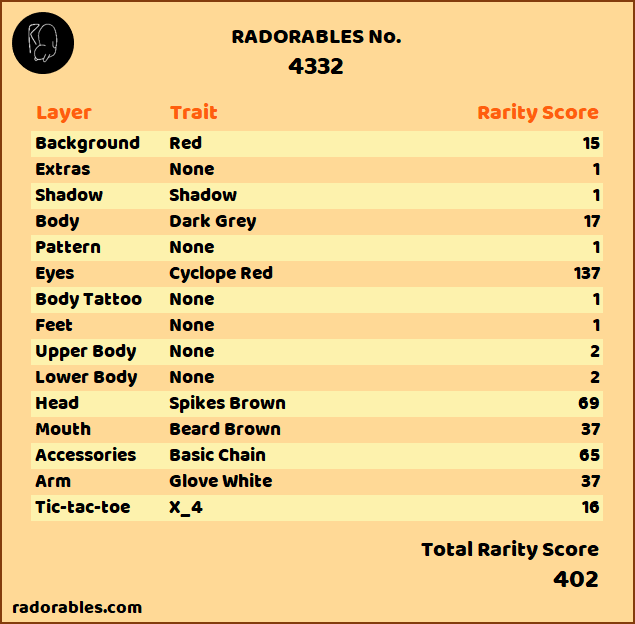 RADORABLES No.
4332
Layer Trait Rarity Score
Background Red 15
Extras None 1
Shadow Shadow 1
Body Dark Grey 17
Pattern None 1
Eyes Cyclope Red 137
Body Tattoo None 1
Feet None 1
Upper Body None 2
Lower Body None 2
Head Spikes Brown 69
Mouth Beard Brown 37
Accessories Basic Chain 65
Arm Glove White 37
Tic-tac-toe X_4 16
Total Rarity Score
402
radorables.com